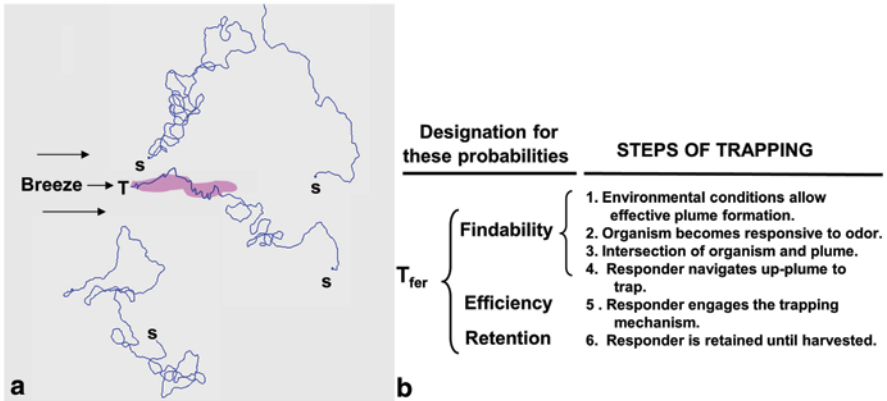 s
Breeze
T
s
s
s
a
Designation for
these probabilities
STEPS OF TRAPPING
T_fer
Findability
1. Environmental conditions allow
effective plume formation.
2. Organism becomes responsive to odor.
3. Intersection of organism and plume.
4. Responder navigates up-plume to
trap.
Efficiency
5 . Responder engages the trapping
mechanism.
Retention
6. Responder is retained until harvested.
b